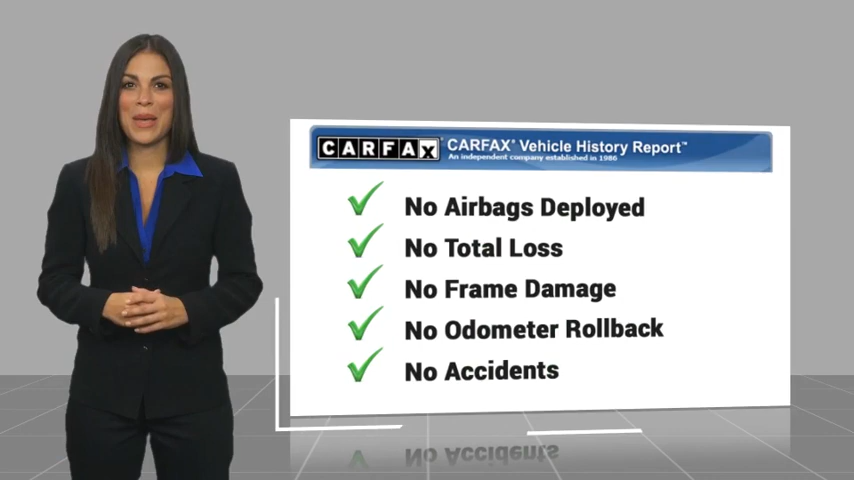 CARFAX CARFAX® Vehicle History Report™
An independent company established in 1986
No Airbags Deployed
No Total Loss
No Frame Damage
No Odometer Rollback
No Accidents
No Accidents